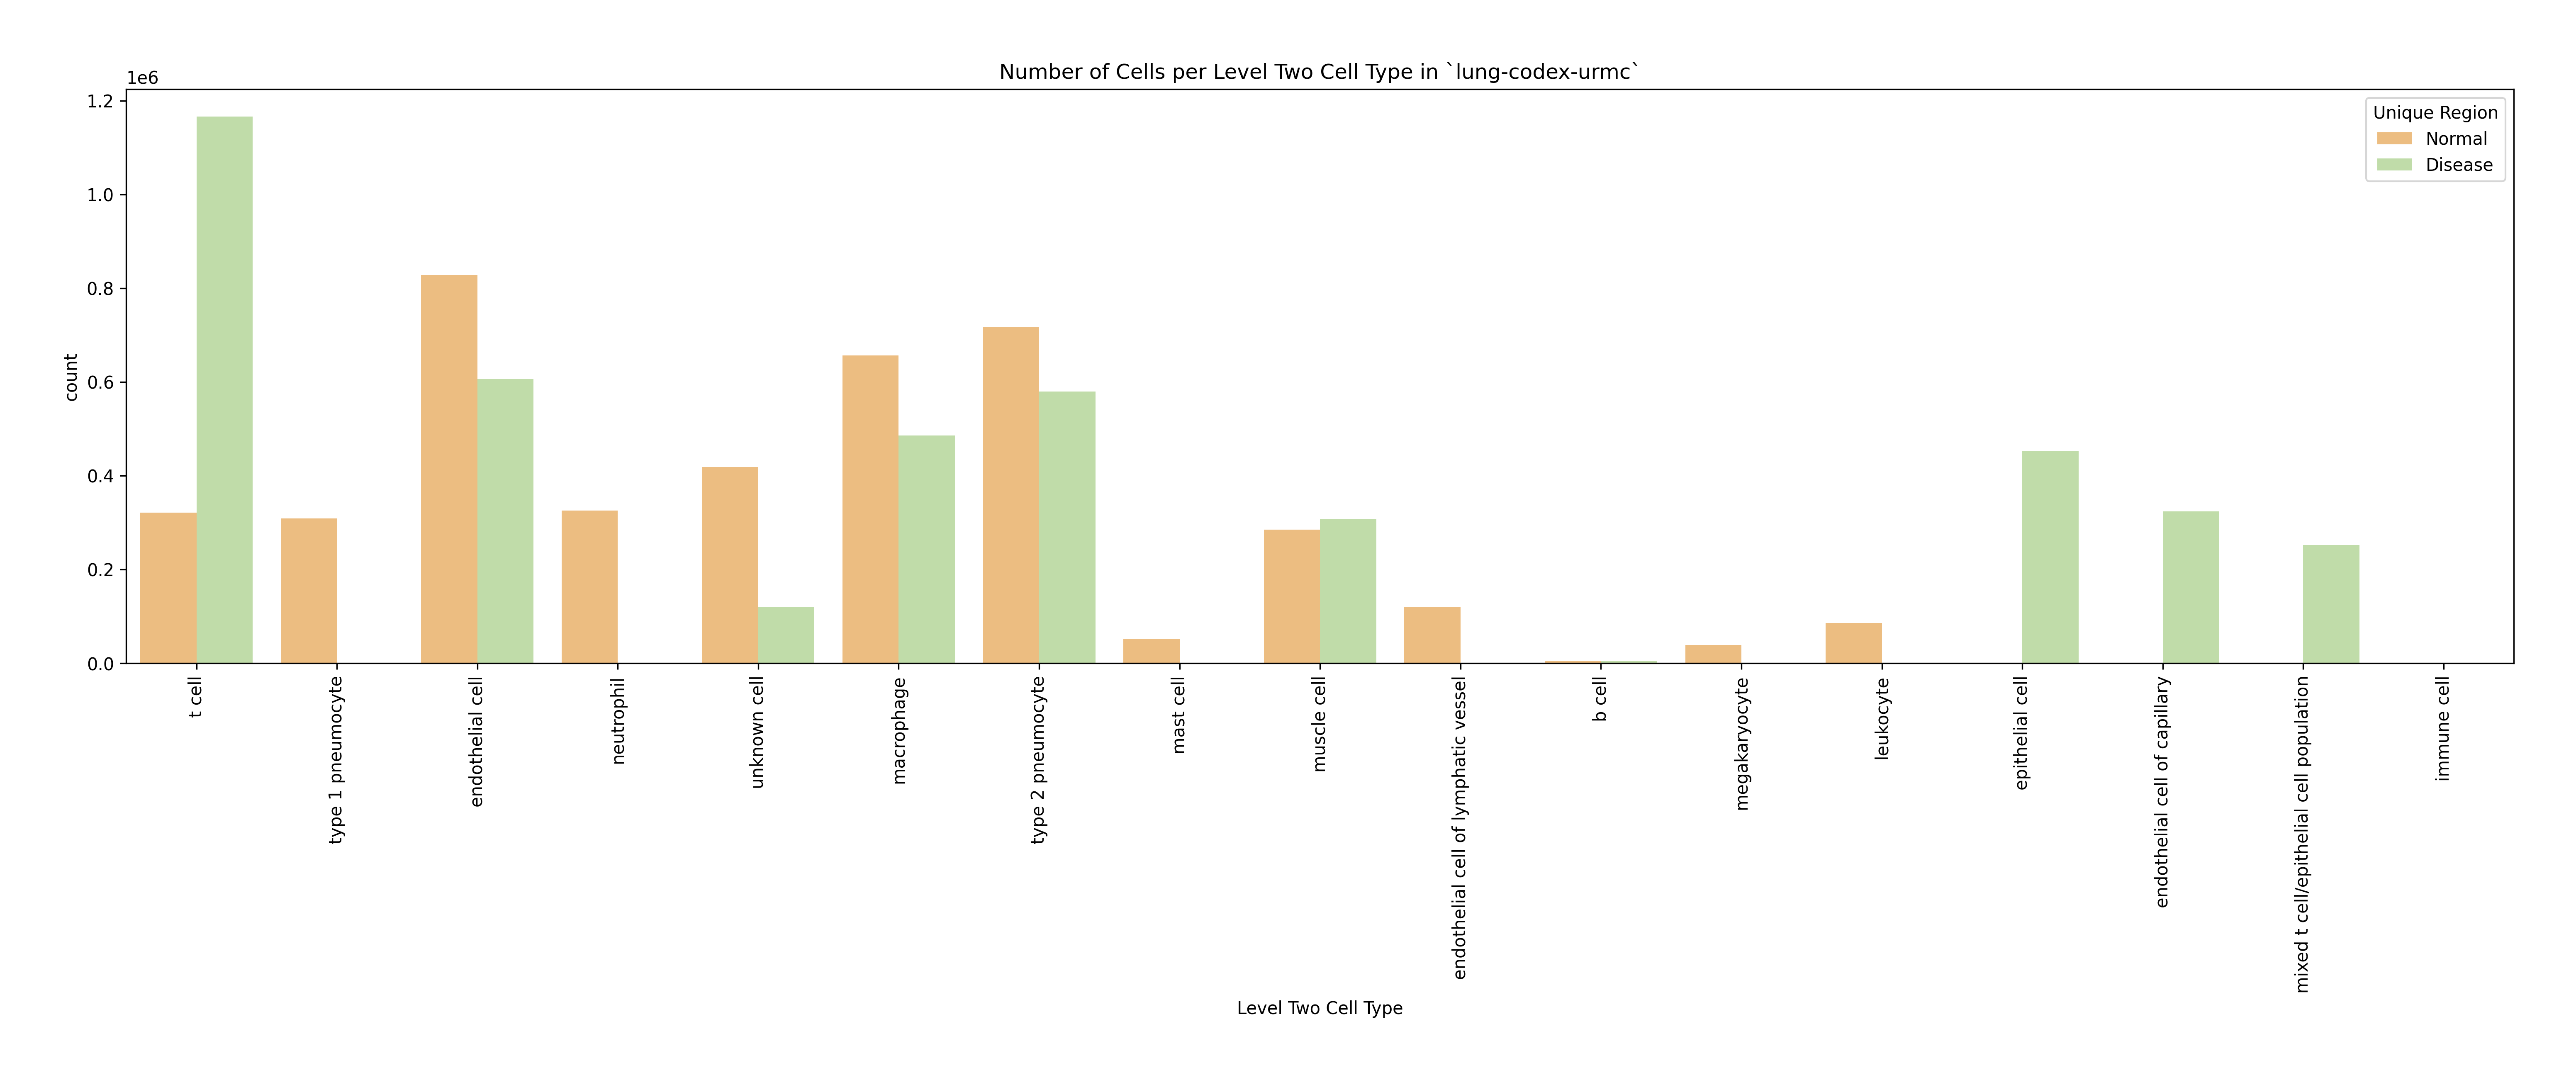 Number of Cells per Level Two Cell Type in `lung-codex-urmc`
1e6
1.2
1.0
0.8
0.6
0.4
0.2
0.0
count
Unique Region
Normal
Disease
t cell
type 1 pneumocyte
endothelial cell
neutrophil
unknown cell
macrophage
type 2 pneumocyte
mast cell
muscle cell
endothelial cell of lymphatic vessel
b cell
megakaryocyte
leukocyte
epithelial cell
endothelial cell of capillary
mixed t cell/epithelial cell population
immune cell
Level Two Cell Type